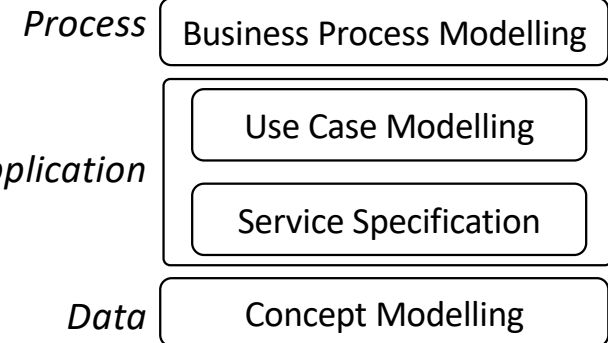 Process
Business Process Modelling
Use Case Modelling
pplication
Service Specification
Data
Concept Modelling